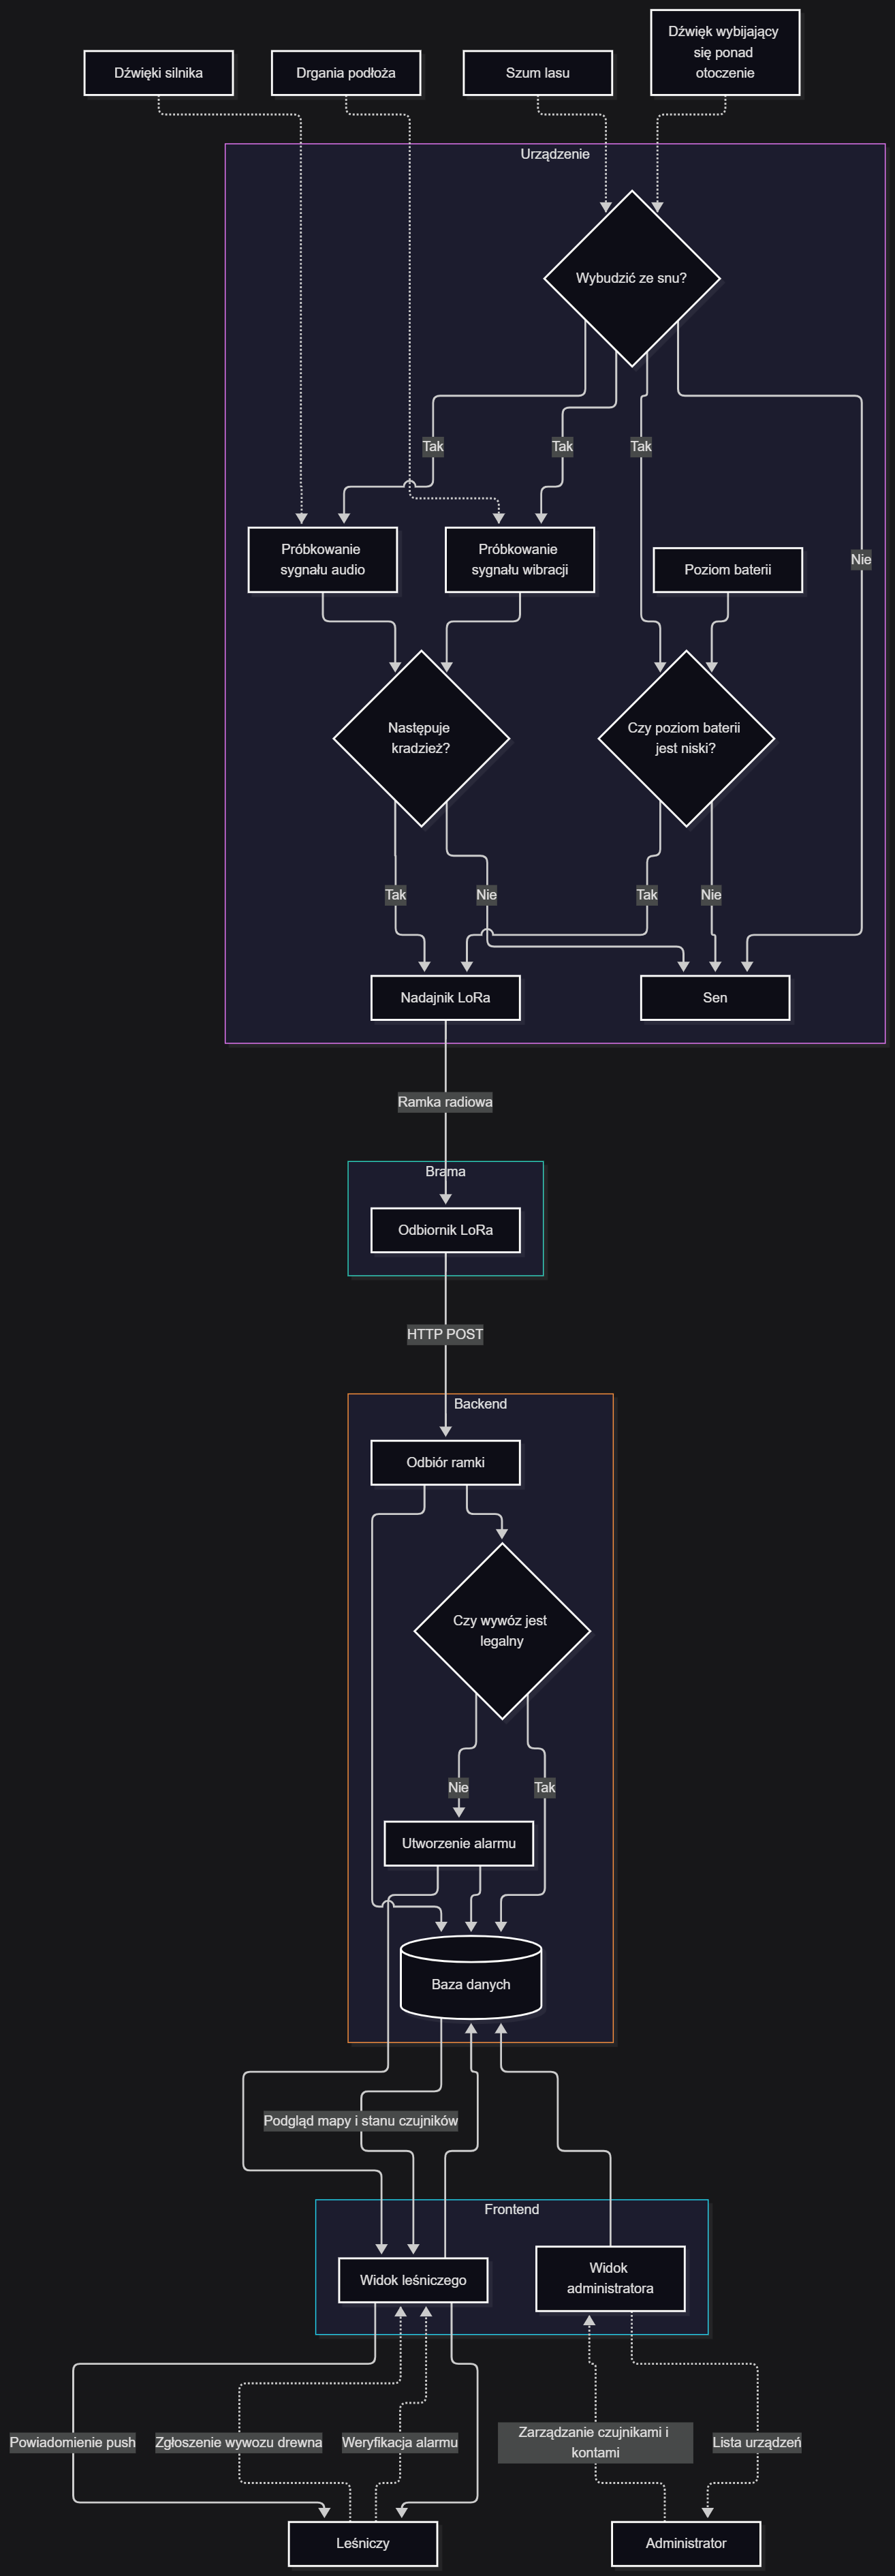 Dźwięki silnika
Drgania podłoża
Szum lasu
Dźwięk wybijający
się ponad
otoczenie
Urządzenie
Wybudzić ze snu?
Tak
Tak
Tak
Nie
Próbkowanie
sygnału audio
Próbkowanie
sygnału wibracji
Poziom baterii
Następuje
kradzież?
Czy poziom baterii
jest niski?
Tak
Nie
Tak
Nie
Nadajnik LoRa
Sen
Ramka radiowa
Brama
Odbiornik LoRa
HTTP POST
Backend
Odbiór ramki
Czy wywóz jest
legalny
Nie
Tak
Utworzenie alarmu
Baza danych
Podgląd mapy i stanu czujników
Frontend
Widok leśniczego
Widok
administratora
Powiadomienie push
Zgłoszenie wywozu drewna
Weryfikacja alarmu
Zarządzanie czujnikami i
kontami
Lista urządzeń
Leśniczy
Administrator